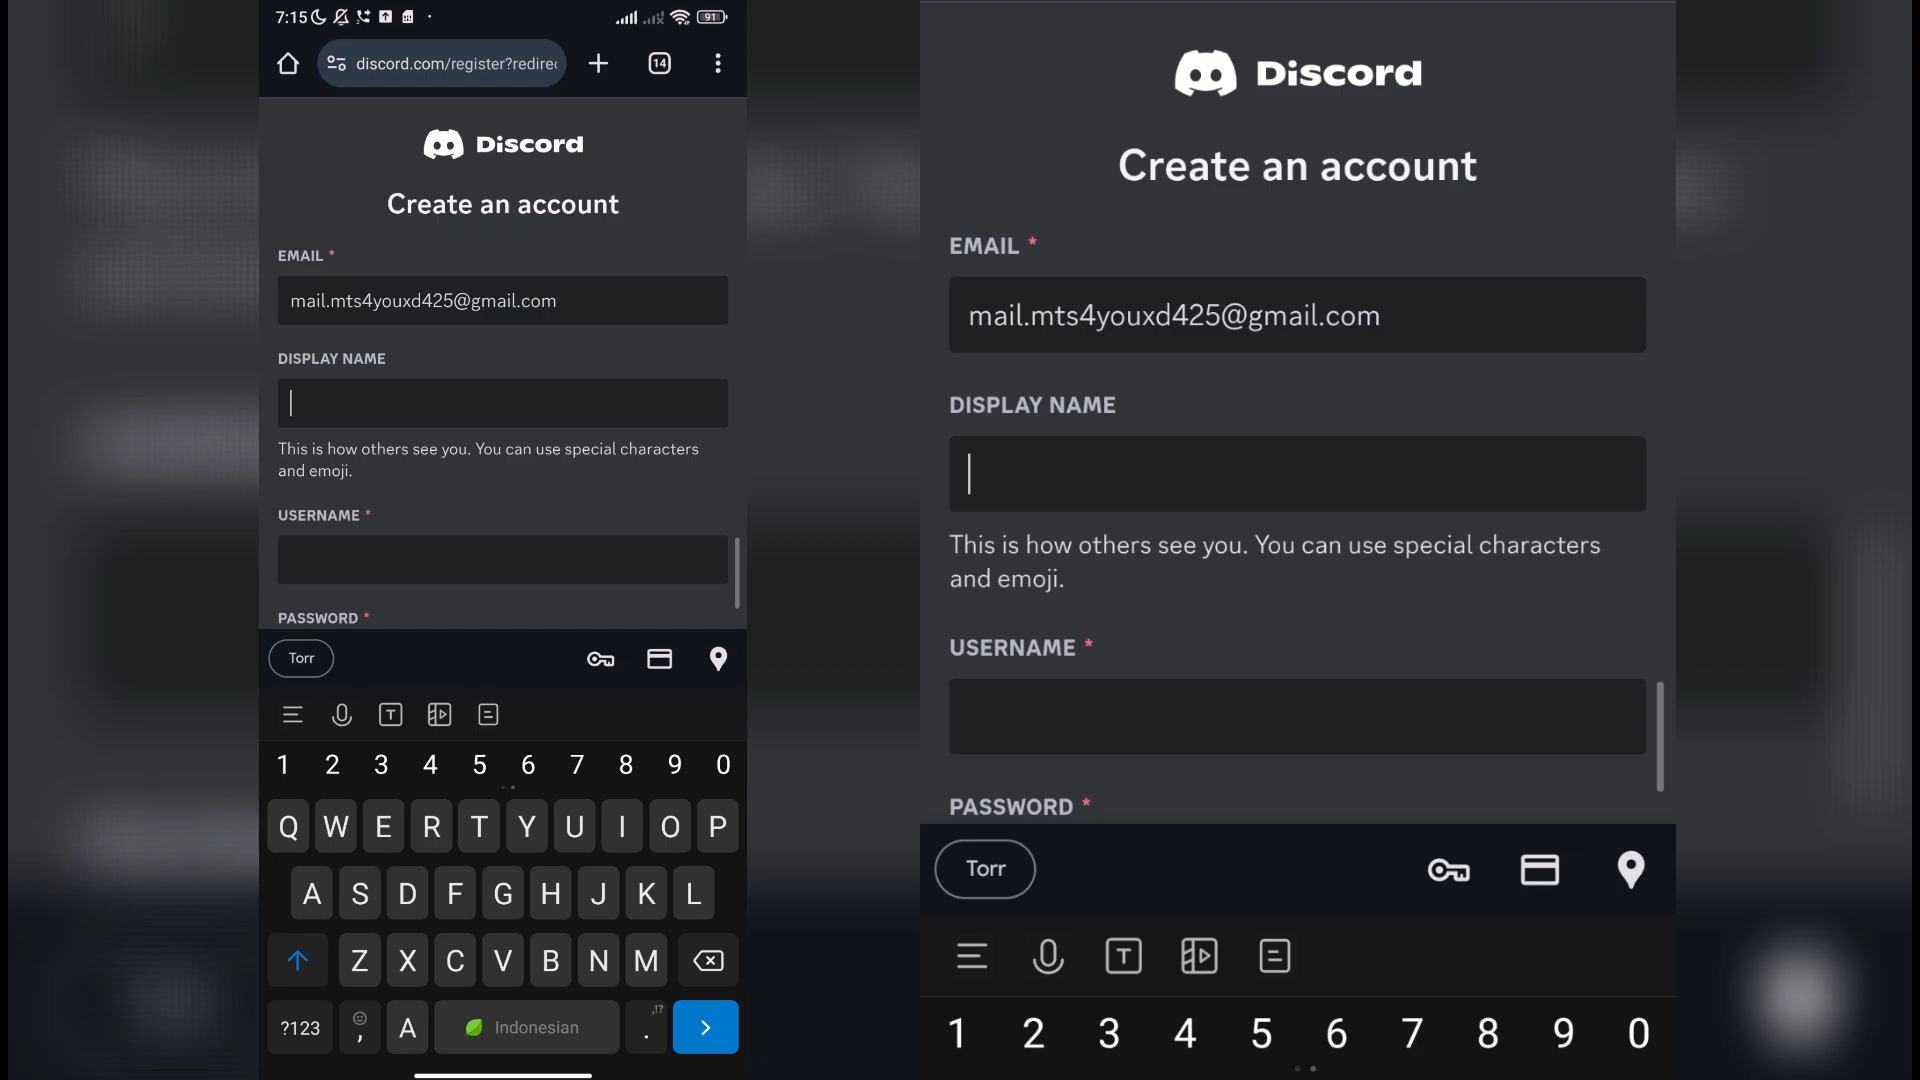 7:15
91
discord.com/register?redirec
14
Discord
Create an account
EMAIL *
mail.mts4youxd425@gmail.com
DISPLAY NAME
This is how others see you. You can use special characters
and emoji.
USERNAME *
PASSWORD *
Torr
T
1 2 3 4 5 6 7 8 9 0
Q W E R T Y U I O P
A S D F G H J K L
Z X C V B N M
?123 , A Indonesian .
,!?
Discord
Create an account
EMAIL *
mail.mts4youxd425@gmail.com
DISPLAY NAME
This is how others see you. You can use special characters
and emoji.
USERNAME *
PASSWORD *
Torr
T
1 2 3 4 5 6 7 8 9 0